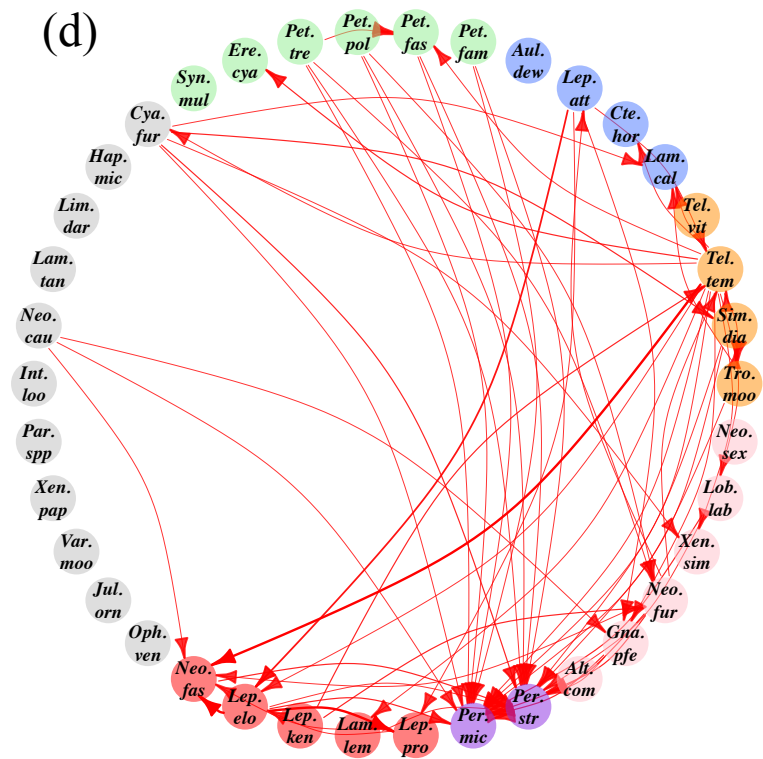 (d)
Pet.
pol
Pet.
fas
Pet.
fam
Aul.
dew
Lep.
att
Cte.
hor
Lam.
cal
Tel.
vit
Tel.
tem
Sim.
dia
Tro.
moo
Neo.
sex
Lob.
lab
Xen.
sim
Neo.
fur
Gna.
pfe
Alt.
com
Per.
str
Per.
mic
Lep.
pro
Lam.
lem
Lep.
ken
Lep.
elo
Neo.
fas
Oph.
ven
Jul.
orn
Var.
moo
Xen.
pap
Par.
spp
Int.
loo
Neo.
cau
Lam.
tan
Lim.
dar
Hap.
mic
Cya.
fur
Syn.
mul
Ere.
cya
Pet.
tre